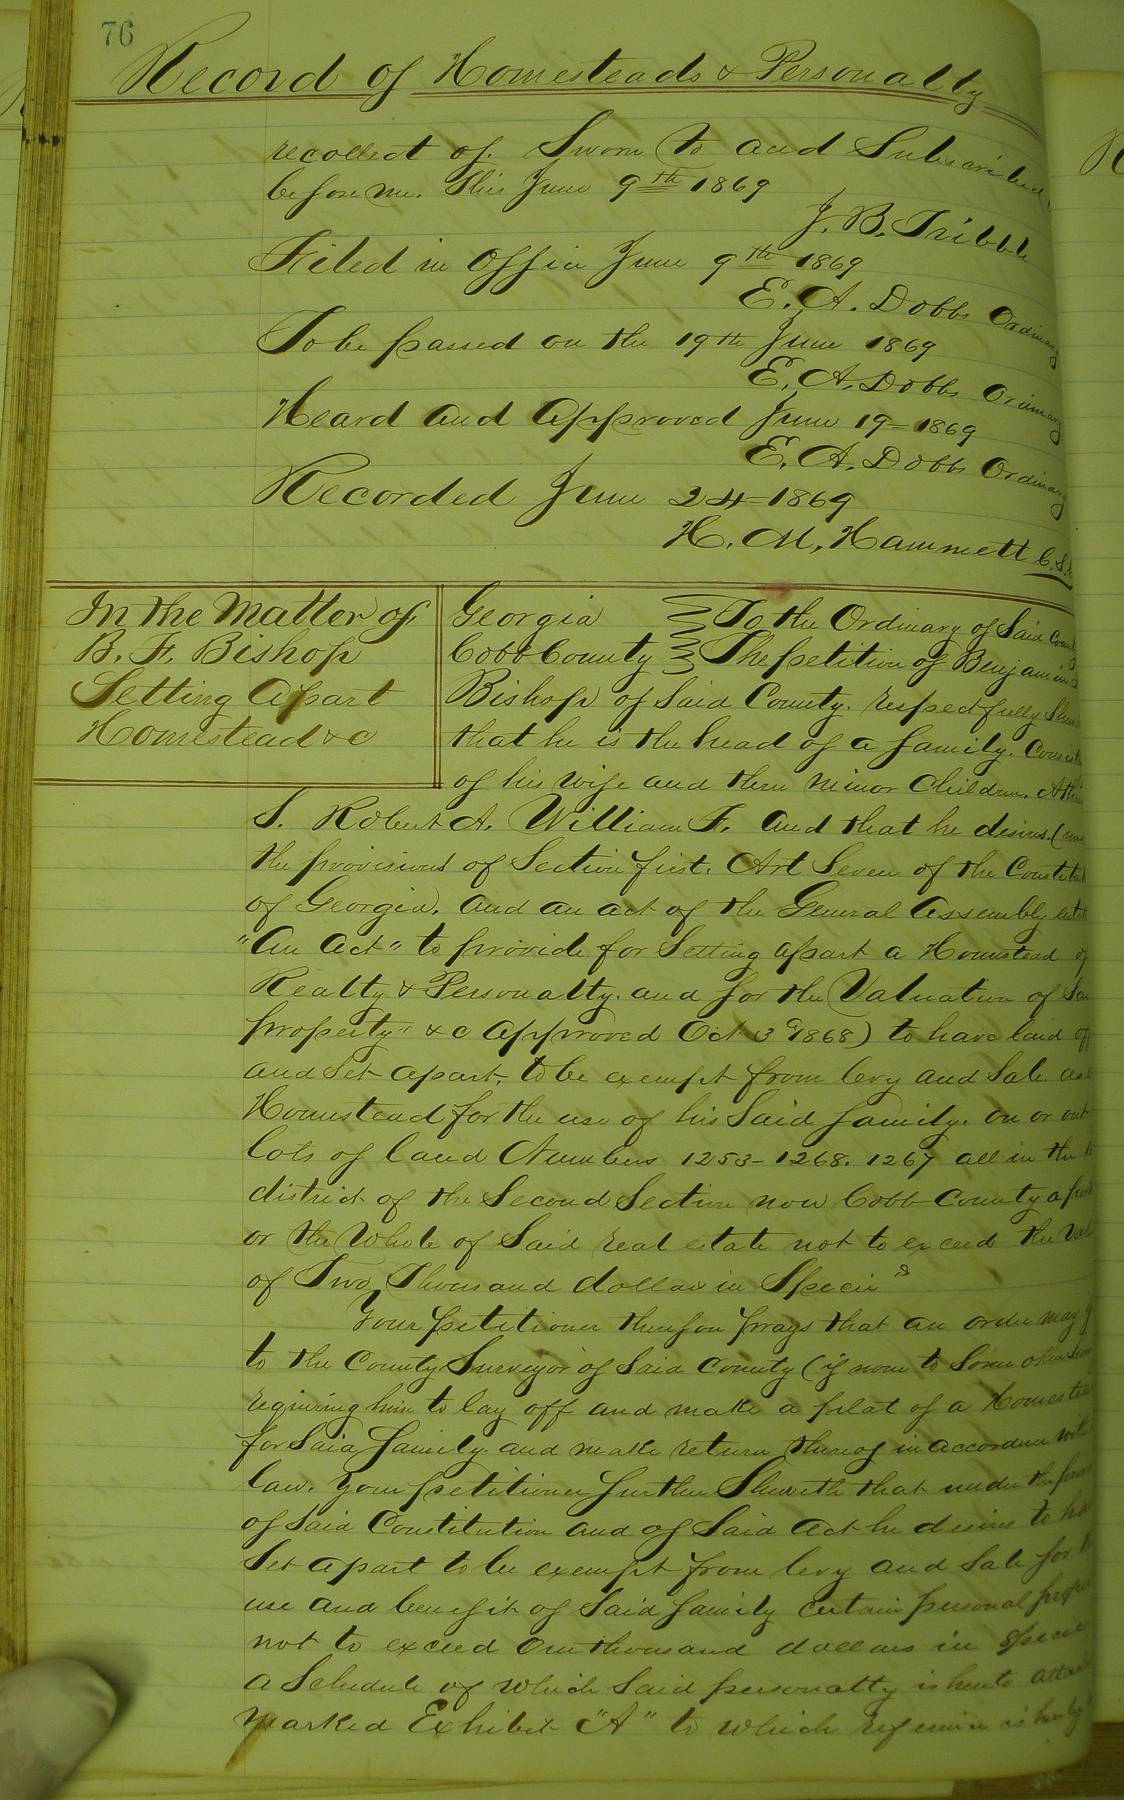 76
Record of Homesteads & Personalty
recollect of. Sworn to and Subscribed
before me. This June 9th 1869
J. B. Tribble
Filed in Office June 9th 1869
E. A. Dobbs Ordinary
To be passed on the 19th June 1869
E. A. Dobbs Ordinary
Heard and Approved June 19= 1869
E. A. Dobbs Ordinary
Recorded June 24= 1869
H. M. Hammett C.S.
In the Matter of
B. F. Bishop
Setting Apart
Homestead &c
Georgia To the Ordinary of Said
Cobb County The petition of Benjamin
Bishop of Said County. respectfully
that he is the head of a family.
of his wife and three minor Children.
S. Robert A. William F. and that he desires.
the provisions of Section first. Art Seven of the
of Georgia). and an act of the General Assembly
"An Act" to provide for Setting apart a Homestead of
Realty & Personalty. and for the Valuation of
property" &c approved Oct 3d 1868) to have laid
and Set apart, to be exempt from levy and Sale as
Homestead for the use of his Said family. on or out
lots of land Numbers 1253- 1268. 1267 all in the
district of the Second Section now Cobb County a
or the Whole of Said real estate not to exceed the
of Two Thousand dollars in Specie
Your petitioner therefore prays that an order may
to the County Surveyor of Said County (if none to Some other
requiring him to lay off and make a plat of a
for Said family. and make return thereof in accordance
law. Your petitioner further Sheweth that under the
of Said Constitution and of Said act he desires to
Set apart to be exempt from levy and Sale for
use and benefit of Said family certain personal
not to exceed One thousand dollars in Specie
a Schedule of which Said personalty is hereto
marked Exhibit "A" to which reference is